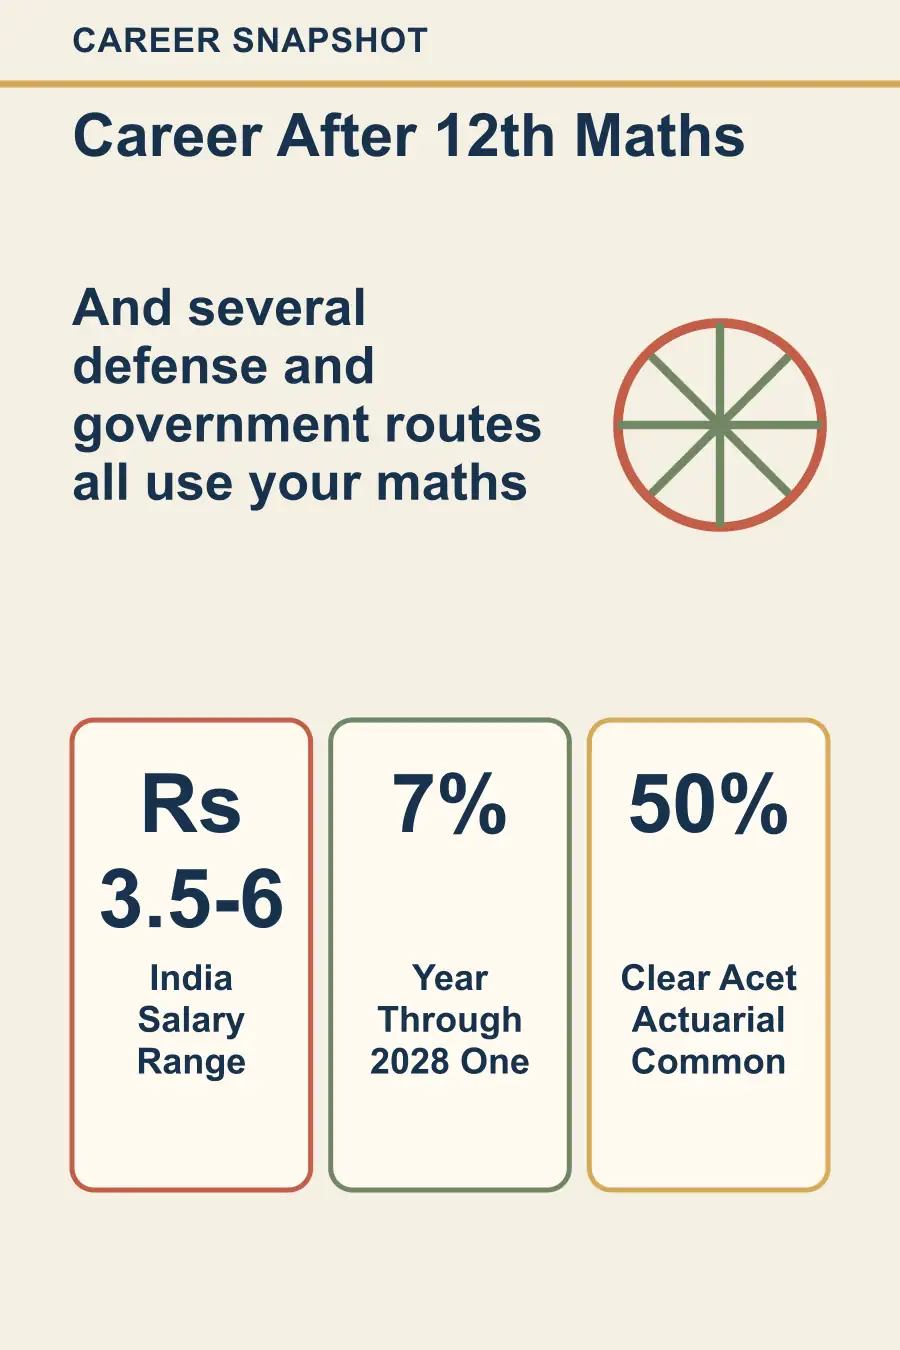 CAREER SNAPSHOT
Career After 12th Maths
And several
defense and
government routes
all use your maths
Rs
3.5-6
India
Salary
Range
7%
Year
Through
2028 One
50%
Clear Acet
Actuarial
Common